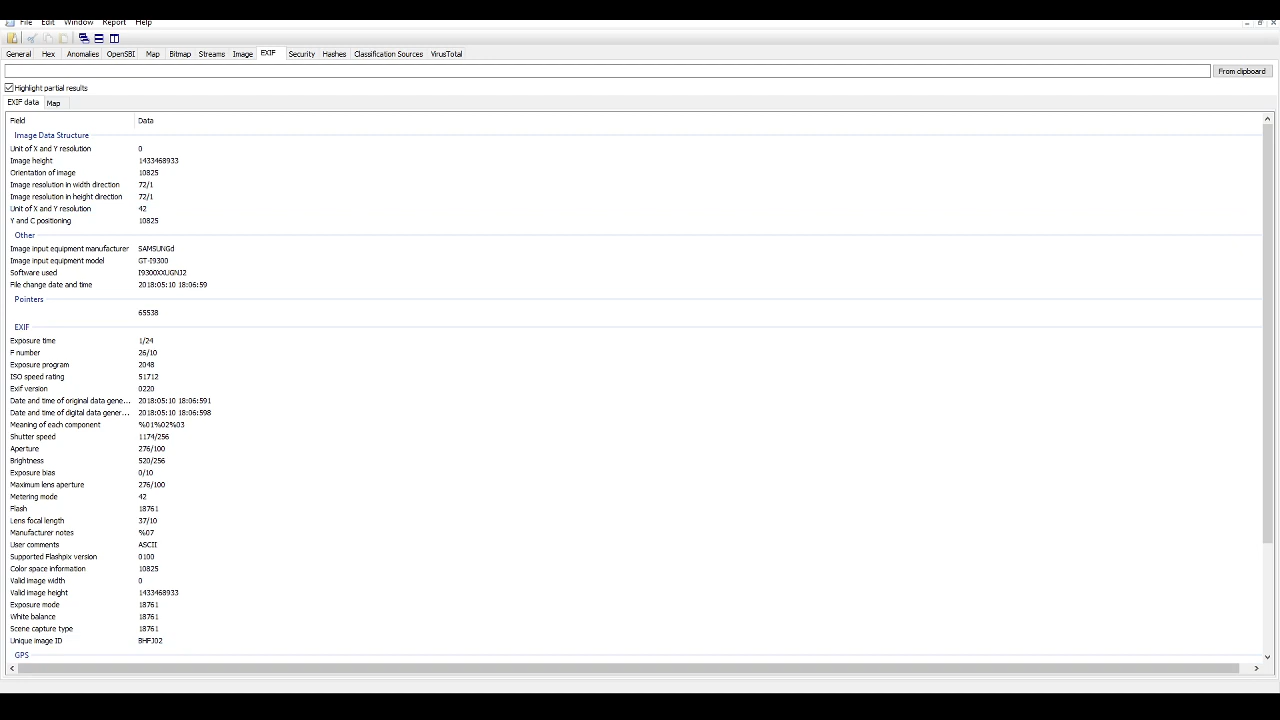 File Edit Window Report Help
General Hex Anomalies OpenSBI Map Bitmap Streams Image EXIF Security Hashes Classification Sources VirusTotal
From clipboard
Highlight partial results
EXIF data Map
Field Data
Image Data Structure
Unit of X and Y resolution 0
Image height 1433468933
Orientation of image 10825
Image resolution in width direction 72/1
Image resolution in height direction 72/1
Unit of X and Y resolution 42
Y and C positioning 10825
Other
Image input equipment manufacturer SAMSUNGd
Image input equipment model GT-I9300
Software used I9300XXUGNJ2
File change date and time 2018:05:10 18:06:59
Pointers
65538
EXIF
Exposure time 1/24
F number 26/10
Exposure program 2048
ISO speed rating 51712
Exif version 0220
Date and time of original data gene... 2018:05:10 18:06:591
Date and time of digital data gener... 2018:05:10 18:06:598
Meaning of each component %01%02%03
Shutter speed 1174/256
Aperture 276/100
Brightness 520/256
Exposure bias 0/10
Maximum lens aperture 276/100
Metering mode 42
Flash 18761
Lens focal length 37/10
Manufacturer notes %07
User comments ASCII
Supported Flashpix version 0100
Color space information 10825
Valid image width 0
Valid image height 1433468933
Exposure mode 18761
White balance 18761
Scene capture type 18761
Unique image ID BHFJ02
GPS